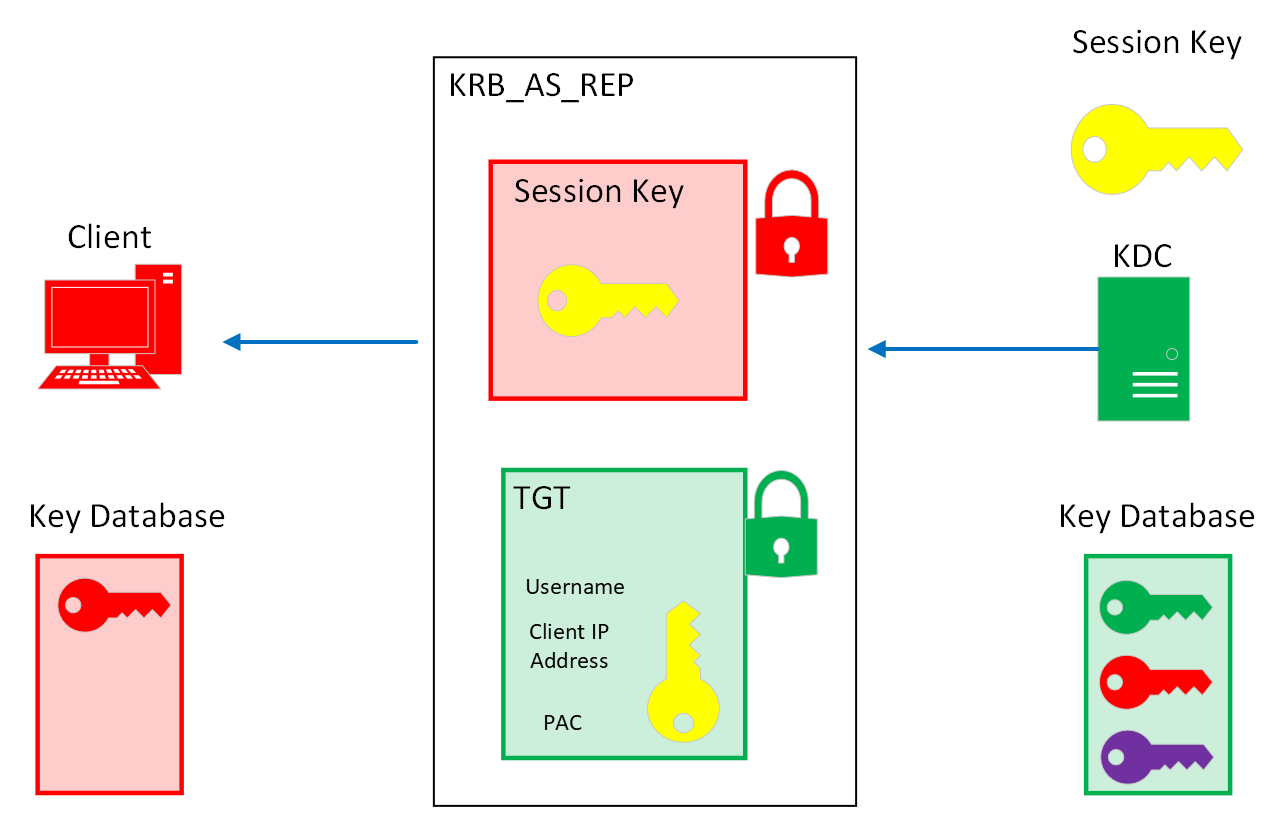 Session Key
KRB_AS_REP
Session Key
Client
KDC
TGT
Key Database
Key Database
Username
Client IP
Address
PAC